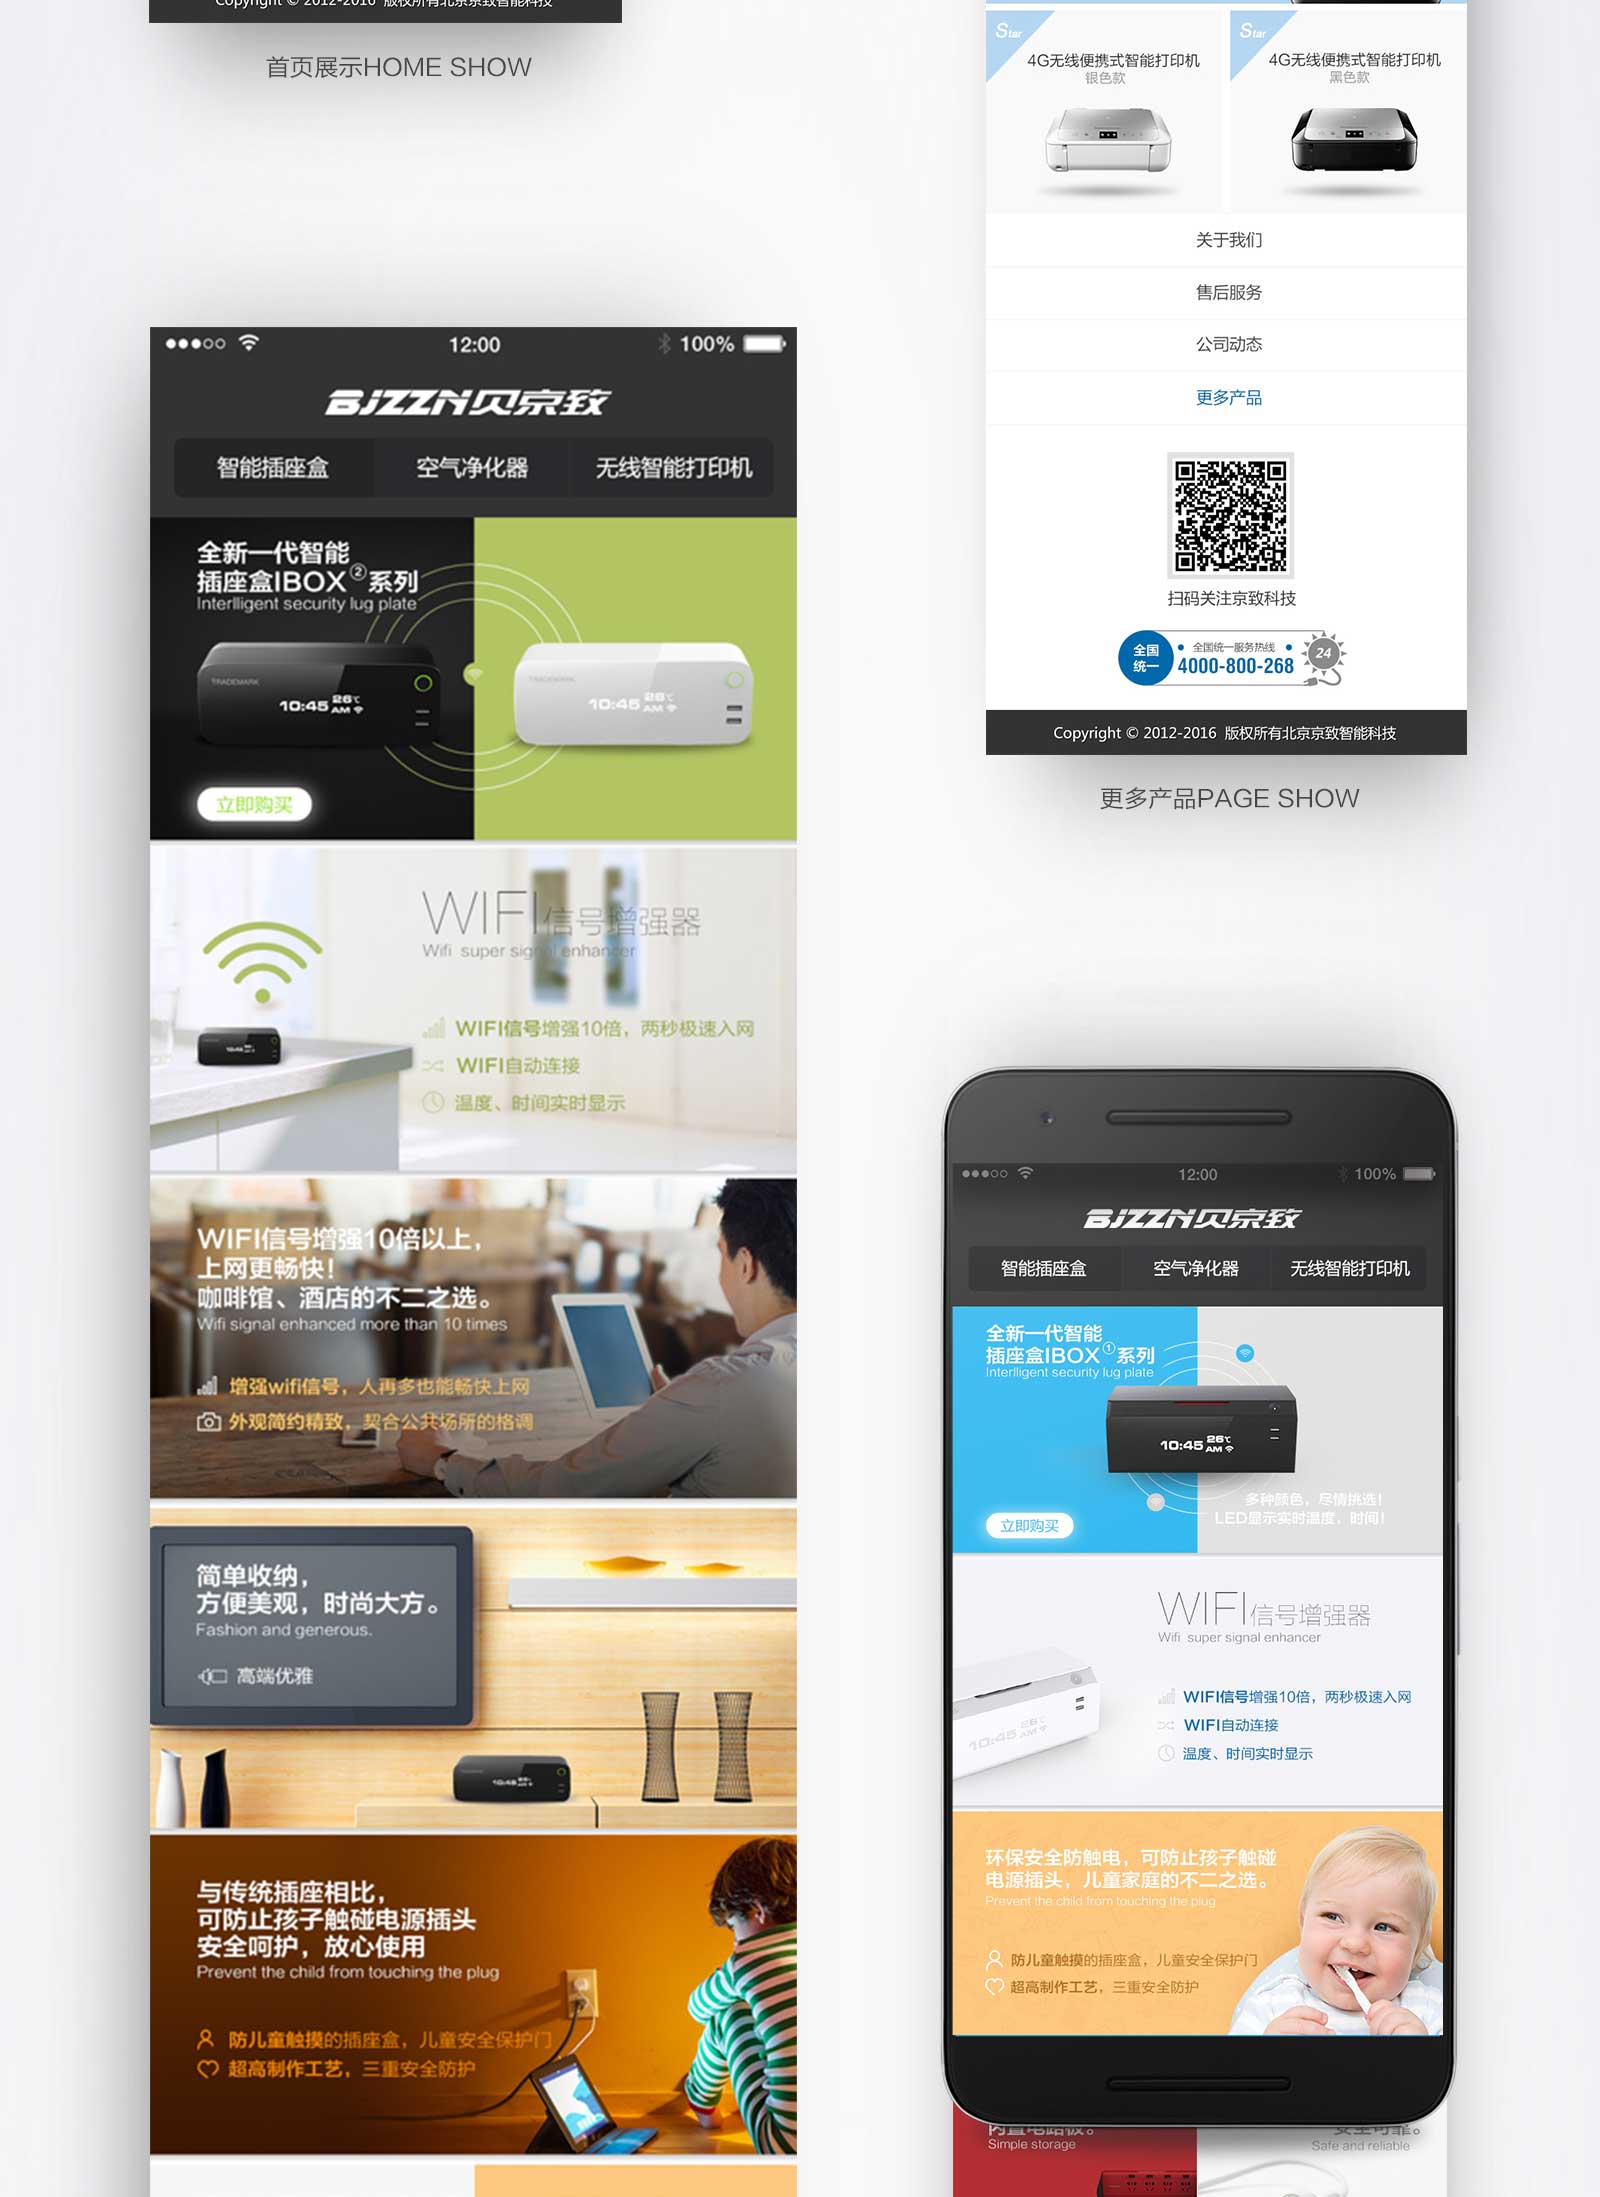 Copyright © 2012-2016 版权所有北京京致智能科技
首页展示HOME SHOW
12:00
100%
BJZZN贝京致
智能插座盒
空气净化器
无线智能打印机
全新一代智能
插座盒IBOX②系列
Interlligent security lug plate
TRADEMARK
10:45 26℃ AM
TRADEMARK
10:45 26℃ AM
立即购买
WIFI信号增强器
Wifi super signal enhancer
WIFI信号增强10倍，两秒极速入网
WIFI自动连接
温度、时间实时显示
WIFI信号增强10倍以上，
上网更畅快！
咖啡馆、酒店的不二之选。
Wifi signal enhanced more than 10 times
增强wifi信号，人再多也能畅快上网
外观简约精致，契合公共场所的格调
简单收纳，
方便美观，时尚大方。
Fashion and generous.
高端优雅
与传统插座相比，
可防止孩子触碰电源插头
安全呵护，放心使用
Prevent the child from touching the plug
防儿童触摸的插座盒，儿童安全保护门
超高制作工艺，三重安全防护
Star
4G无线便携式智能打印机
银色款
Star
4G无线便携式智能打印机
黑色款
关于我们
售后服务
公司动态
更多产品
扫码关注京致科技
全国
统一
全国统一服务热线
4000-800-268
24
Copyright © 2012-2016 版权所有北京京致智能科技
更多产品PAGE SHOW
12:00
100%
BJZZN贝京致
智能插座盒
空气净化器
无线智能打印机
全新一代智能
插座盒IBOX①系列
Interlligent security lug plate
10:45 26℃ AM
多种颜色，尽情挑选！
LED显示实时温度，时间！
立即购买
WIFI信号增强器
Wifi super signal enhancer
10:45 26℃ AM
WIFI信号增强10倍，两秒极速入网
WIFI自动连接
温度、时间实时显示
环保安全防触电，可防止孩子触碰
电源插头，儿童家庭的不二之选。
Prevent the child from touching the plug
防儿童触摸的插座盒，儿童安全保护门
超高制作工艺，三重安全防护
内置电路板。
Simple storage
安全可靠。
Safe and reliable